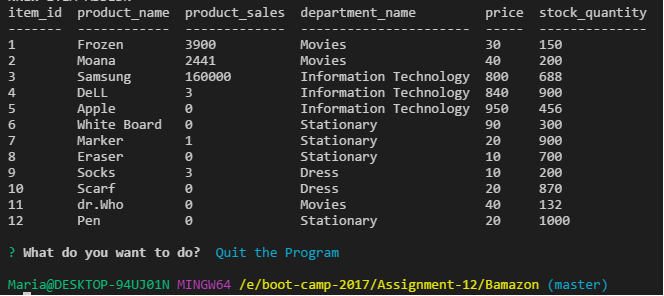 item_id  product_name  product_sales  department_name         price  stock_quantity
-------  ------------  -------------  ----------------------  -----  --------------
1        Frozen        3900           Movies                  30     150
2        Moana         2441           Movies                  40     200
3        Samsung       160000         Information Technology  800    688
4        DeLL          3              Information Technology  840    900
5        Apple         0              Information Technology  950    456
6        White Board   0              Stationary              90     300
7        Marker        1              Stationary              20     900
8        Eraser        0              Stationary              10     700
9        Socks         3              Dress                   10     200
10       Scarf         0              Dress                   20     870
11       dr.Who        0              Movies                  40     132
12       Pen           0              Stationary              20     1000
? What do you want to do?  Quit the Program
Maria@DESKTOP-94UJ01N MINGW64 /e/boot-camp-2017/Assignment-12/Bamazon (master)